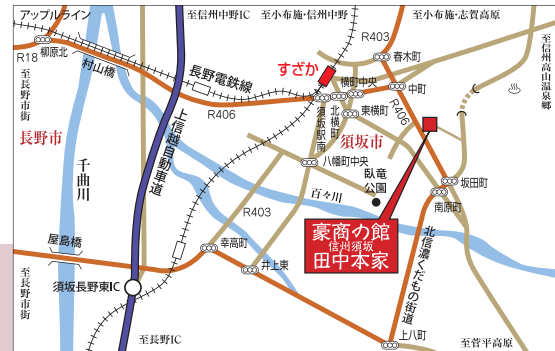 アップルライン
至信州中野IC
至小布施・信州中野
至小布施・志賀高原
R403
柳原北
R18
村山橋
長野電鉄線
すざか
横町中央
春木町
中町
至信州高山温泉郷
至長野市街
R406
須坂駅南
北横町
東横町
R406
長野市
上信越自動車道
須坂市
千曲川
八幡町中央
臥竜公園
坂田町
百々川
南原町
R403
豪商の館
信州須坂
田中本家
北信濃くだもの街道
屋島橋
幸高町
井上東
須坂長野東IC
至長野市街
至長野IC
上八町
至菅平高原